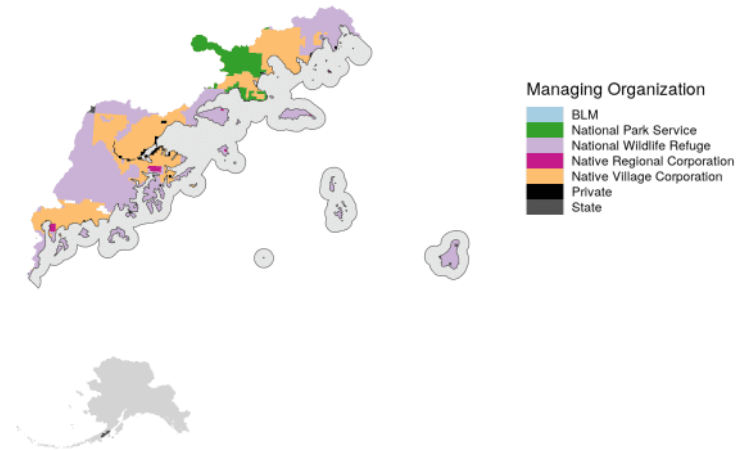 Managing Organization
BLM
National Park Service
National Wildlife Refuge
Native Regional Corporation
Native Village Corporation
Private
State